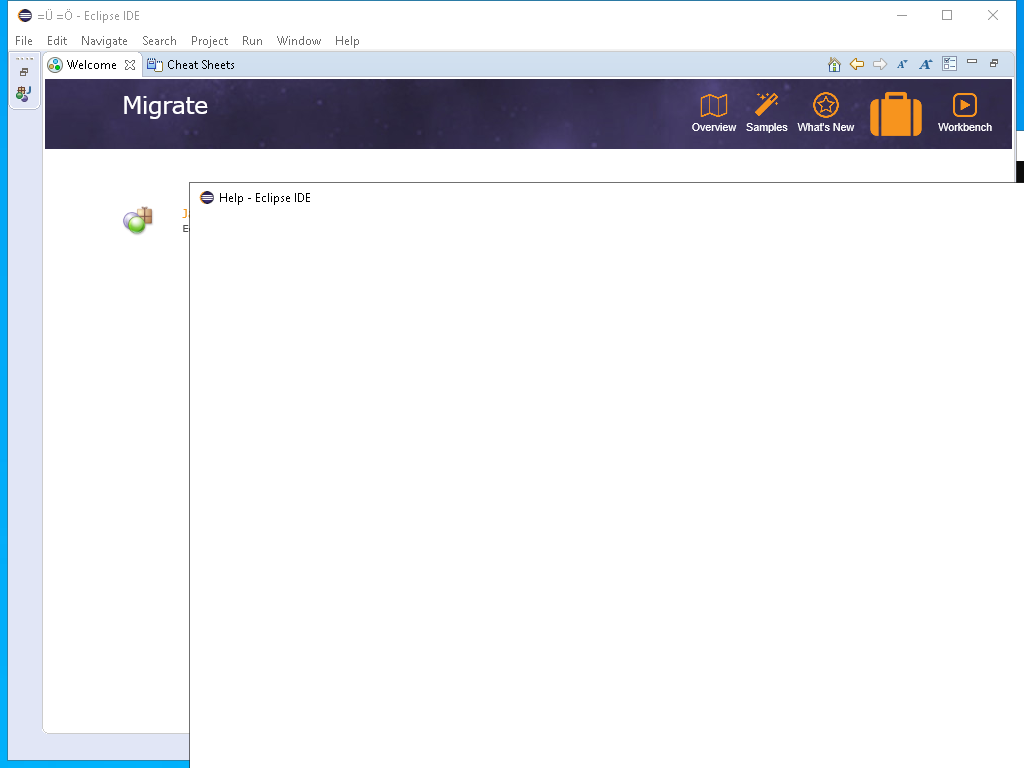 =Ü =Ö - Eclipse IDE
File Edit Navigate Search Project Run Window Help
Welcome Cheat Sheets
Migrate
Overview Samples What's New Workbench
Help - Eclipse IDE